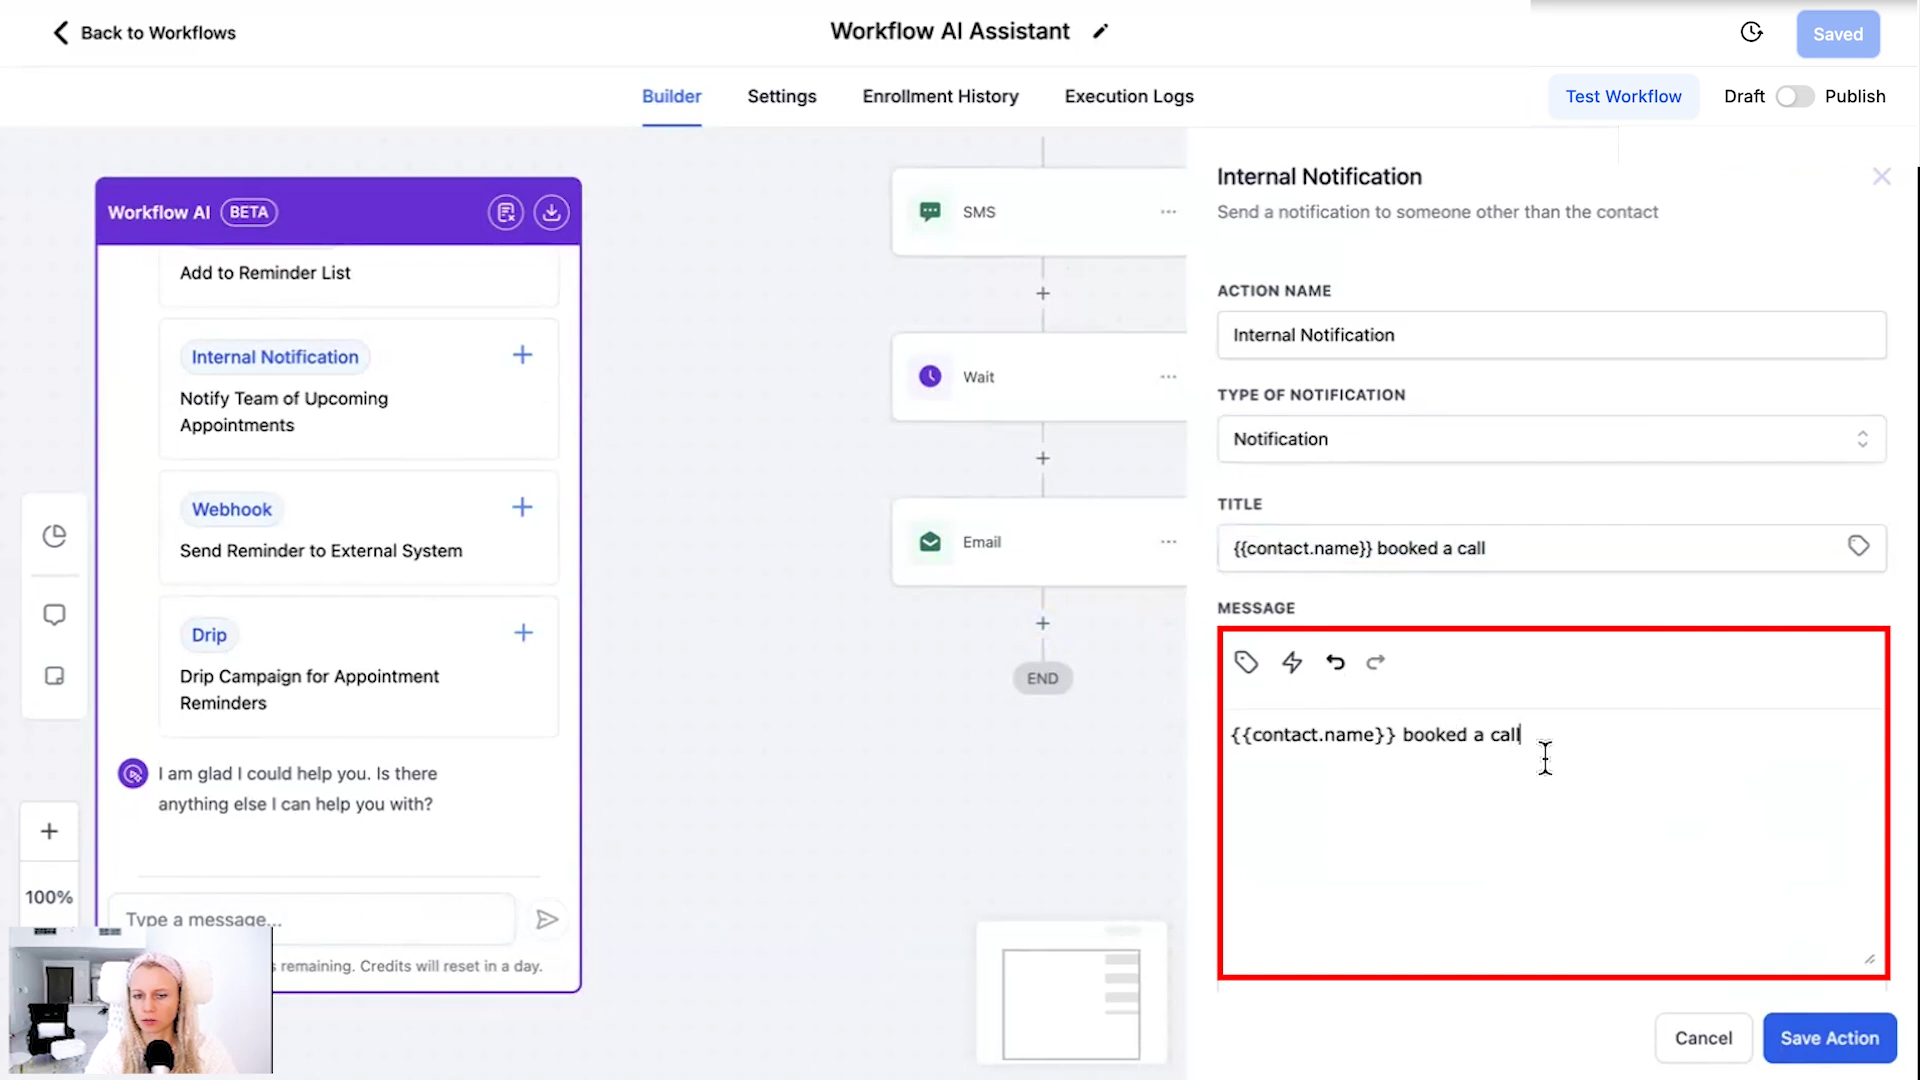 Back to Workflows
Workflow AI Assistant
Saved
Builder
Settings
Enrollment History
Execution Logs
Test Workflow
Draft
Publish
Workflow AI
BETA
Add to Reminder List
Internal Notification
Notify Team of Upcoming
Appointments
Webhook
Send Reminder to External System
Drip
Drip Campaign for Appointment
Reminders
I am glad I could help you. Is there
anything else I can help you with?
Type a message...
remaining. Credits will reset in a day.
100%
SMS
Wait
Email
END
Internal Notification
Send a notification to someone other than the contact
ACTION NAME
Internal Notification
TYPE OF NOTIFICATION
Notification
TITLE
{{contact.name}} booked a call
MESSAGE
{{contact.name}} booked a call
Cancel
Save Action